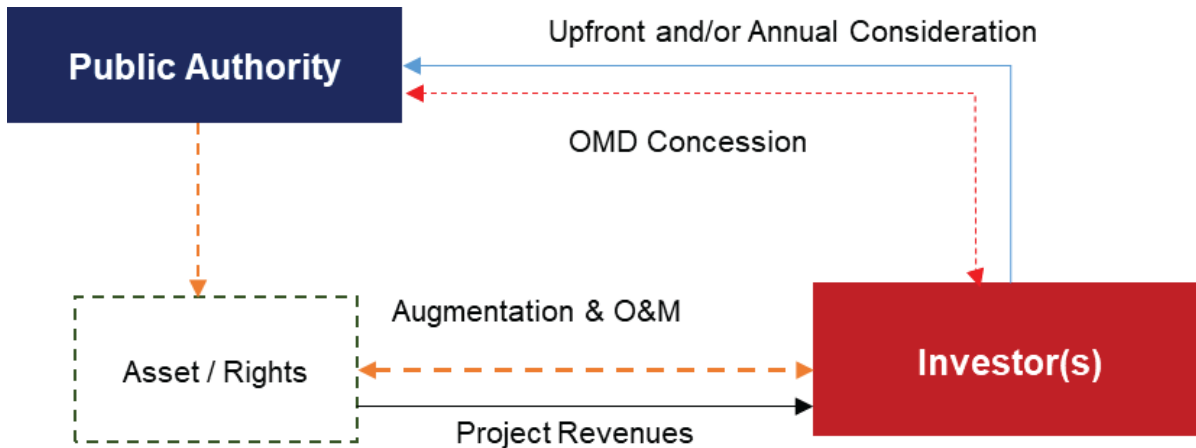 Upfront and/or Annual Consideration
Public Authority
OMD Concession
Augmentation & O&M
Asset / Rights
Investor(s)
Project Revenues